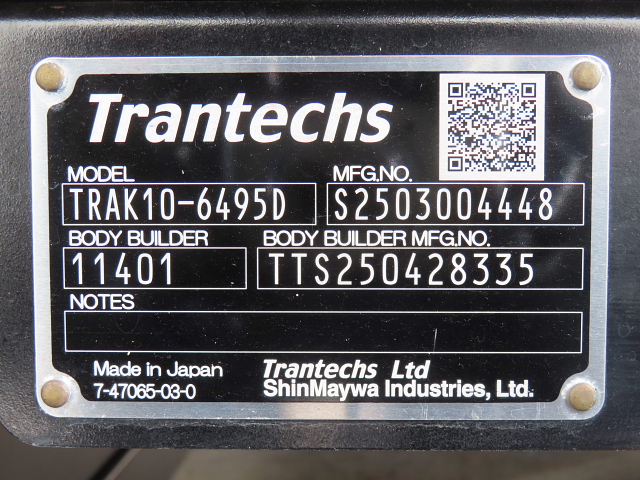 Trantechs
MODEL MFG.NO.
TRAK10-6495D S2503004448
BODY BUILDER BODY BUILDER MFG.NO.
11401 TTS250428335
NOTES
Made in Japan Trantechs Ltd
7-47065-03-0 ShinMaywa Industries, Ltd.